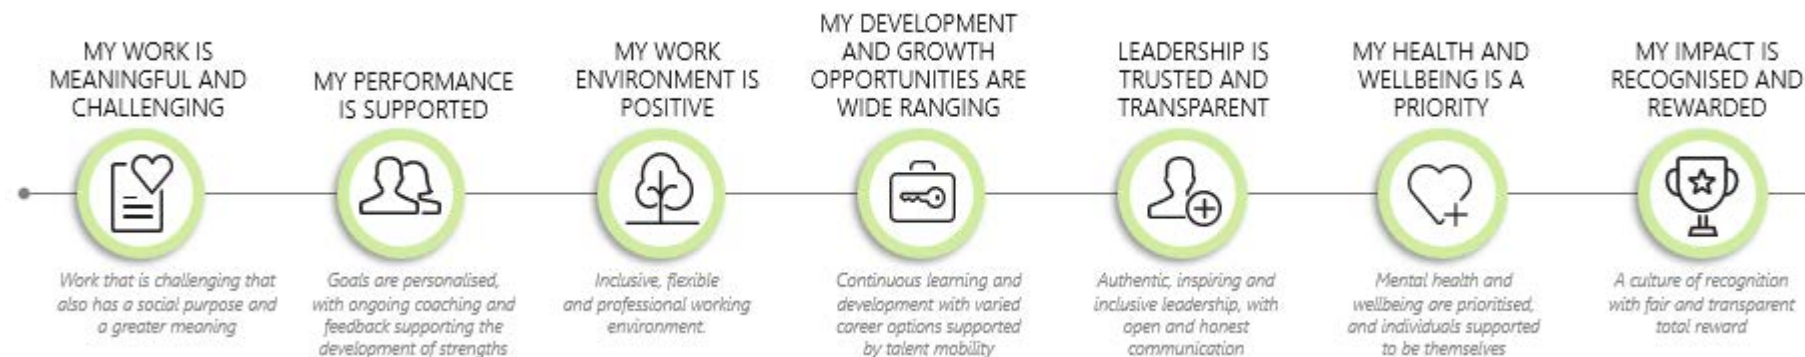 MY WORK IS
MEANINGFUL AND
CHALLENGING
Work that is challenging that
also has a social purpose and
a greater meaning
MY PERFORMANCE
IS SUPPORTED
Goals are personalised,
with ongoing coaching and
feedback supporting the
development of strengths
MY WORK
ENVIRONMENT IS
POSITIVE
Inclusive, flexible
and professional working
environment.
MY DEVELOPMENT
AND GROWTH
OPPORTUNITIES ARE
WIDE RANGING
Continuous learning and
development with varied
career options supported
by talent mobility
LEADERSHIP IS
TRUSTED AND
TRANSPARENT
Authentic, inspiring and
inclusive leadership, with
open and honest
communication
MY HEALTH AND
WELLBEING IS A
PRIORITY
Mental health and
wellbeing are prioritised,
and individuals supported
to be themselves
MY IMPACT IS
RECOGNISED AND
REWARDED
A culture of recognition
with fair and transparent
total reward